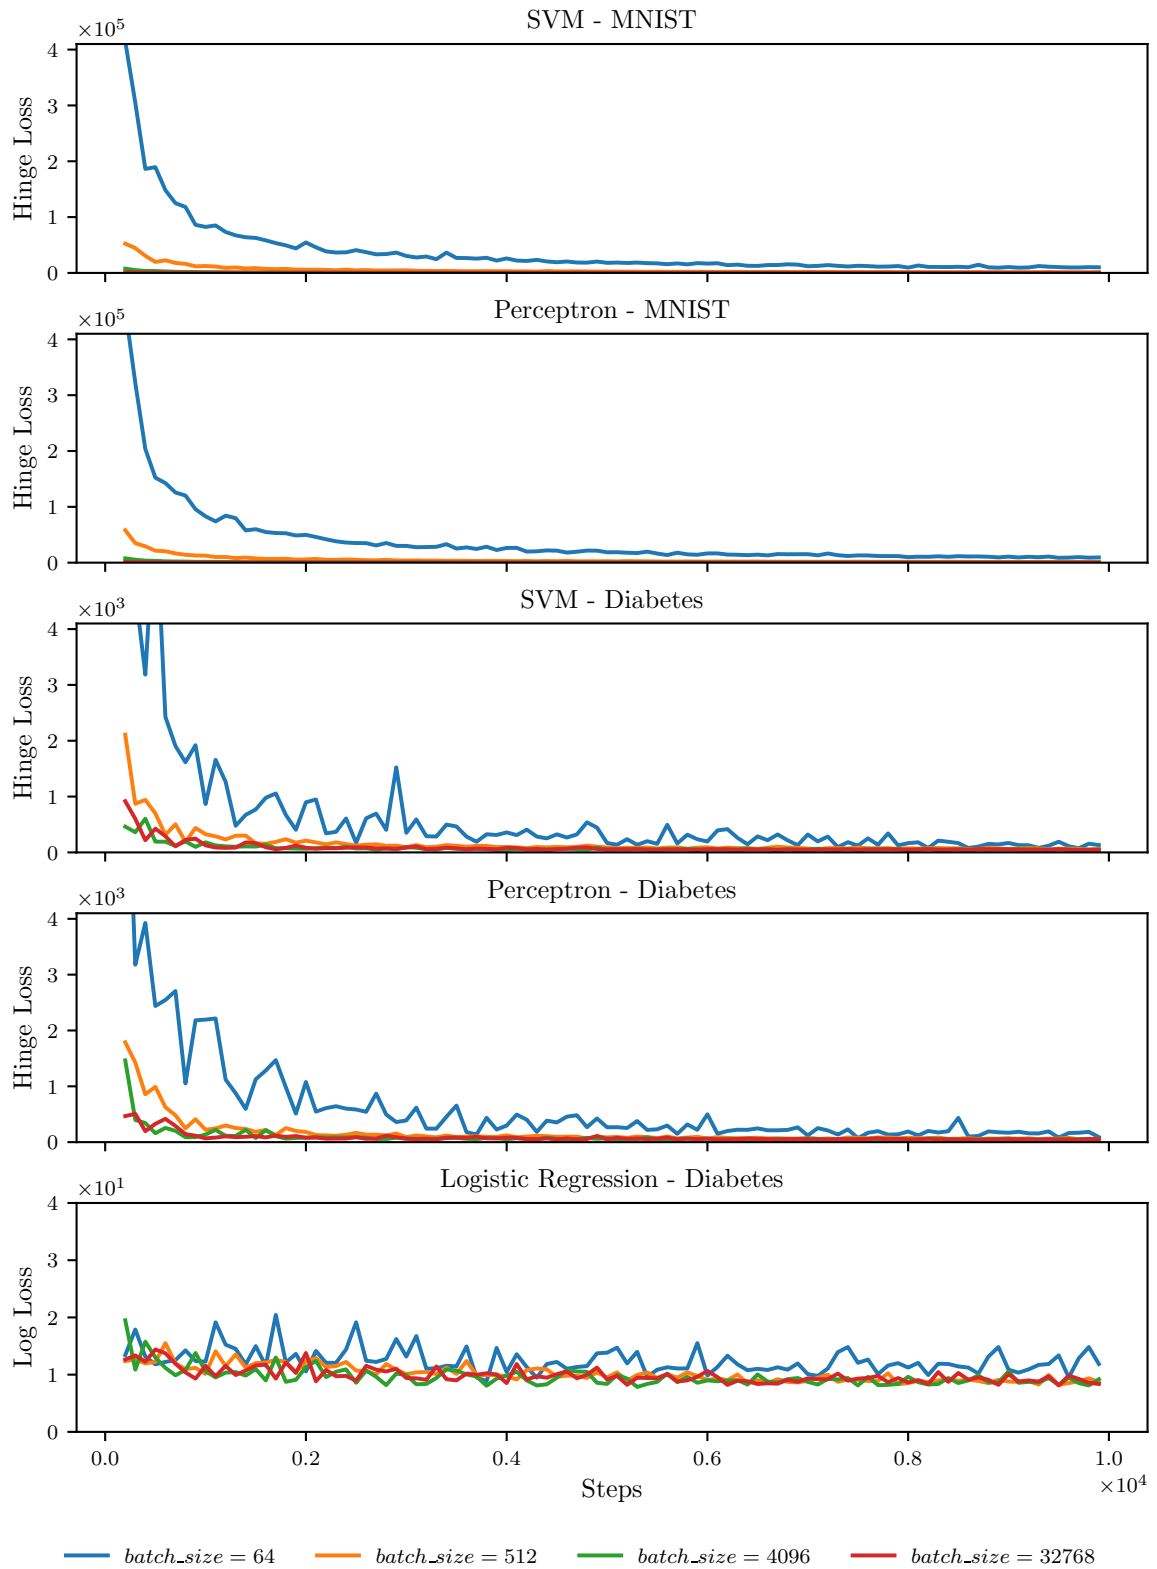 SVM - MNIST
×10^5
4
3
2
1
0
Hinge Loss
Perceptron - MNIST
×10^5
4
3
2
1
0
Hinge Loss
SVM - Diabetes
×10^3
4
3
2
1
0
Hinge Loss
Perceptron - Diabetes
×10^3
4
3
2
1
0
Hinge Loss
Logistic Regression - Diabetes
×10^1
4
3
2
1
0
Log Loss
0.0 0.2 0.4 0.6 0.8 1.0
×10^4
Steps
batch_size = 64 batch_size = 512 batch_size = 4096 batch_size = 32768